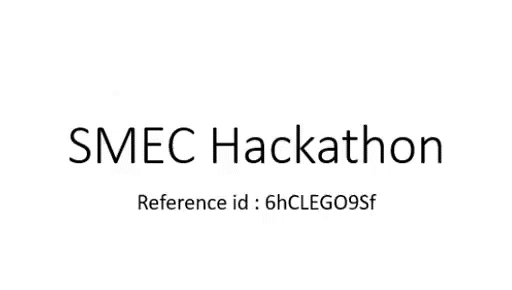 SMEC Hackathon
Reference id : 6hCLEGO9Sf